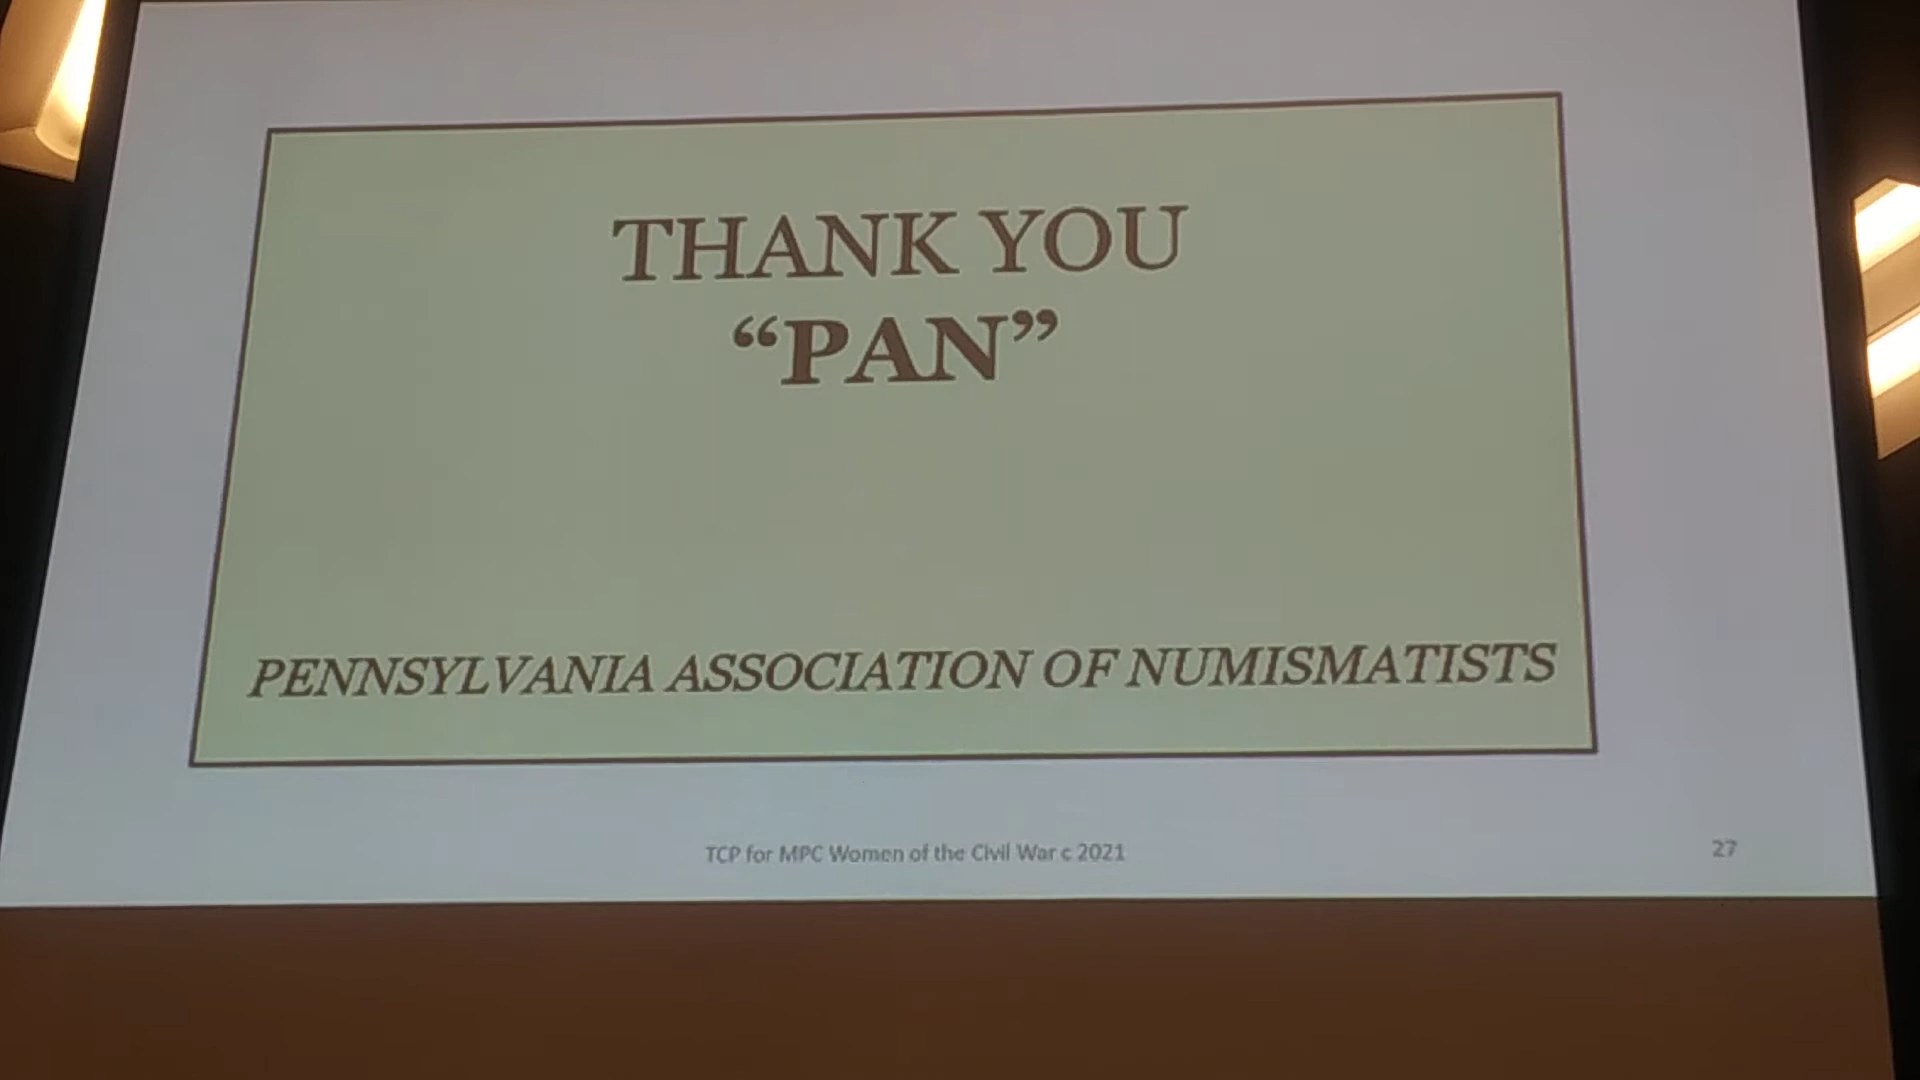 THANK YOU
“PAN”
PENNSYLVANIA ASSOCIATION OF NUMISMATISTS
TCP for MPC Women of the Civil War c 2021
27